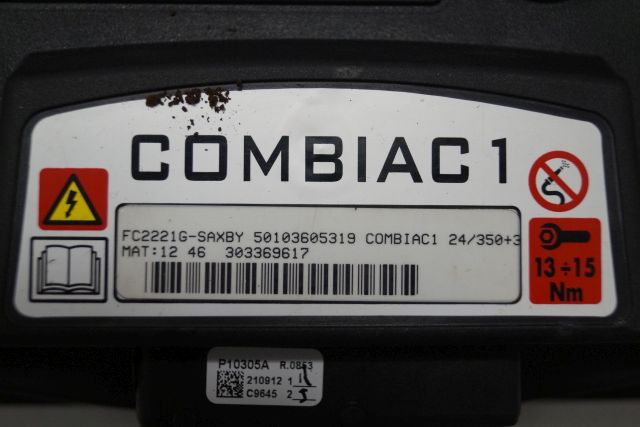 COMBIAC1
FC2221G-SAXBY 50103605319 COMBIAC1 24/350+3
MAT:12 46 303369617
13÷15
Nm
P10305A R.0853
210912 1
C9645 2